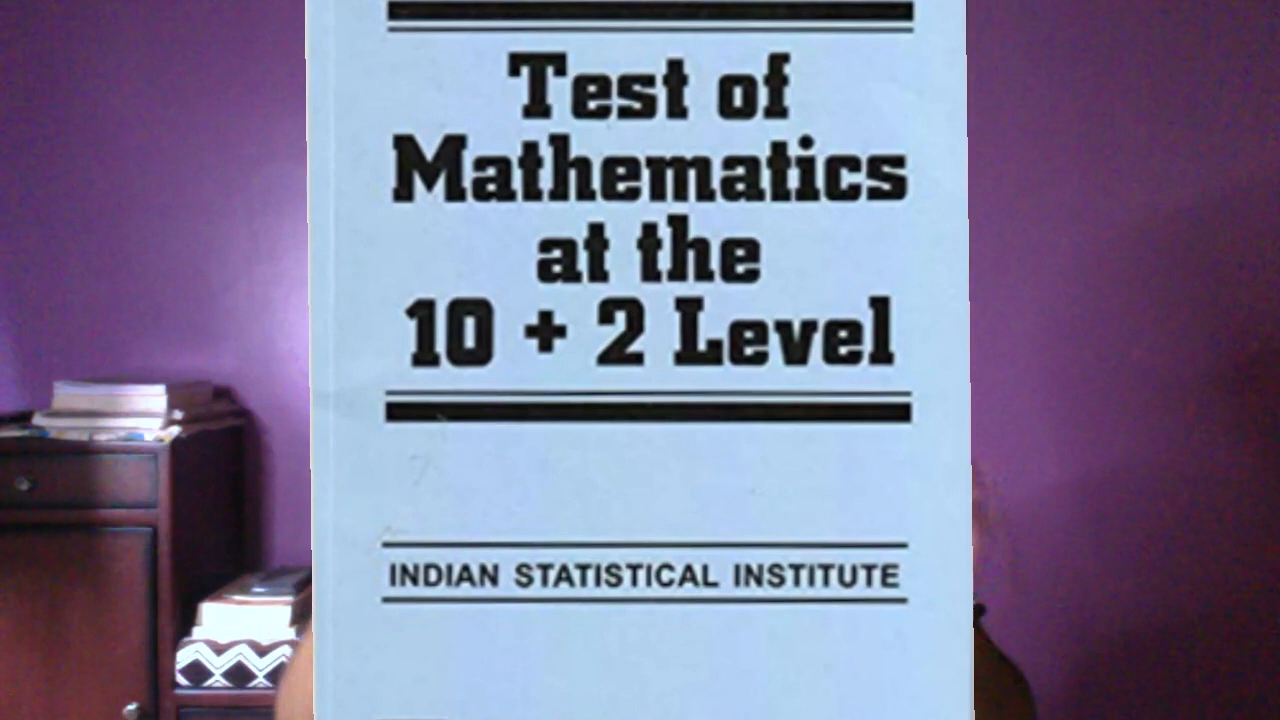 Test of
Mathematics
at the
10 + 2 Level
INDIAN STATISTICAL INSTITUTE